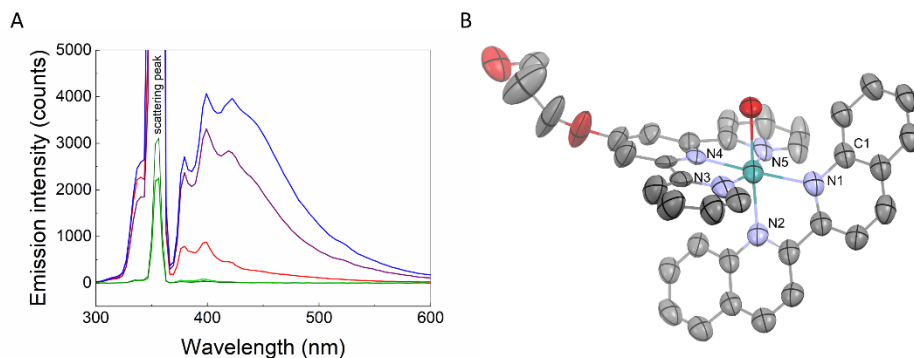 A
B
5000
4000
3000
2000
1000
0
Emission intensity (counts)
scattering peak
300
400
500
600
Wavelength (nm)
N4
N5
C1
N3
N1
N2